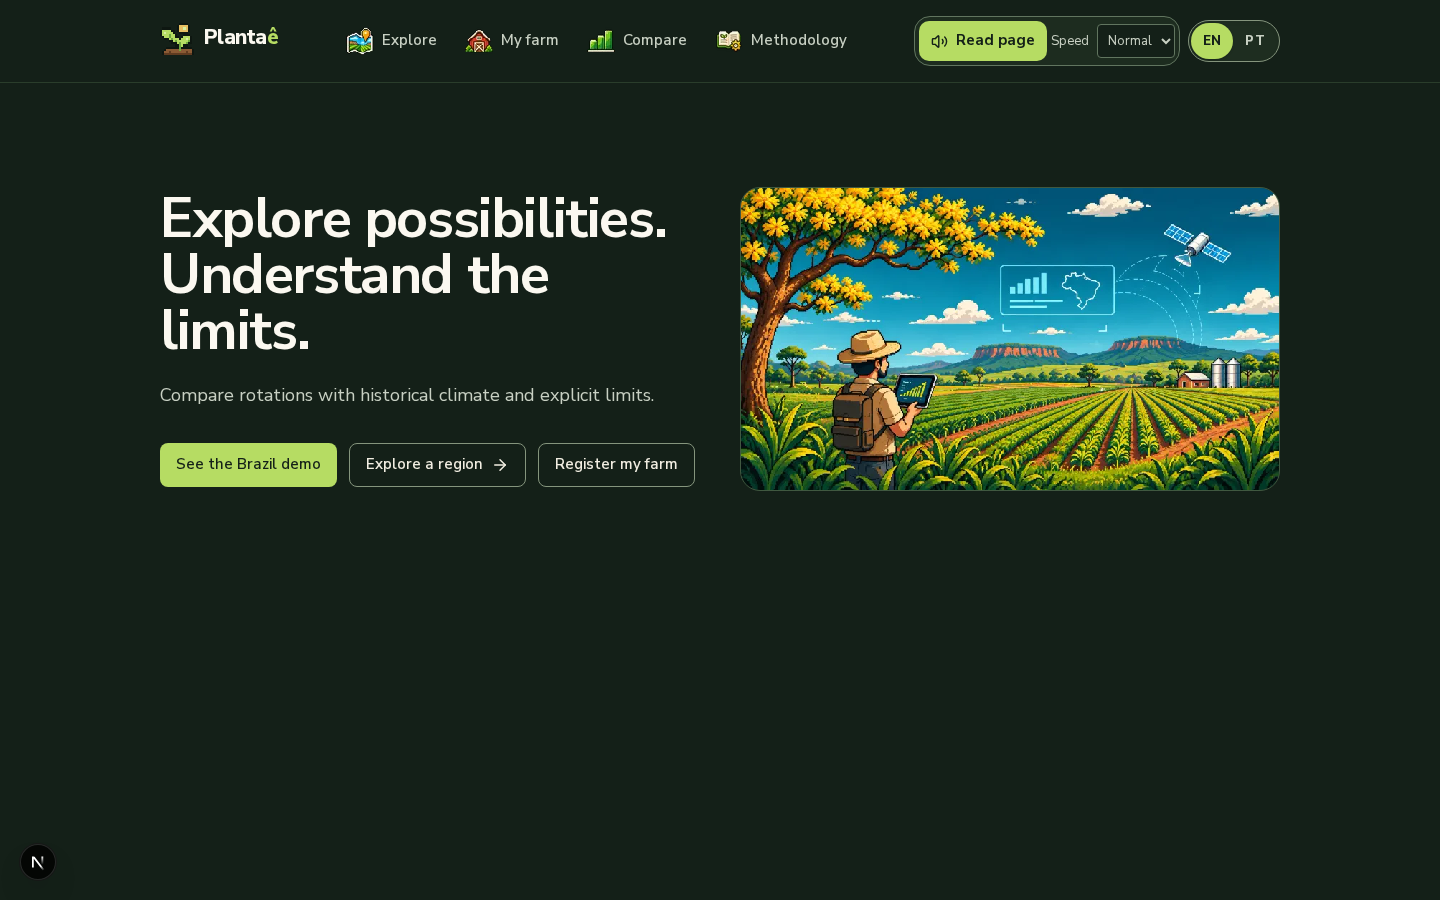 Plantaê
Explore
My farm
Compare
Methodology
Read page
Speed
Normal
EN
PT
Explore possibilities.
Understand the
limits.
Compare rotations with historical climate and explicit limits.
See the Brazil demo
Explore a region
Register my farm
N